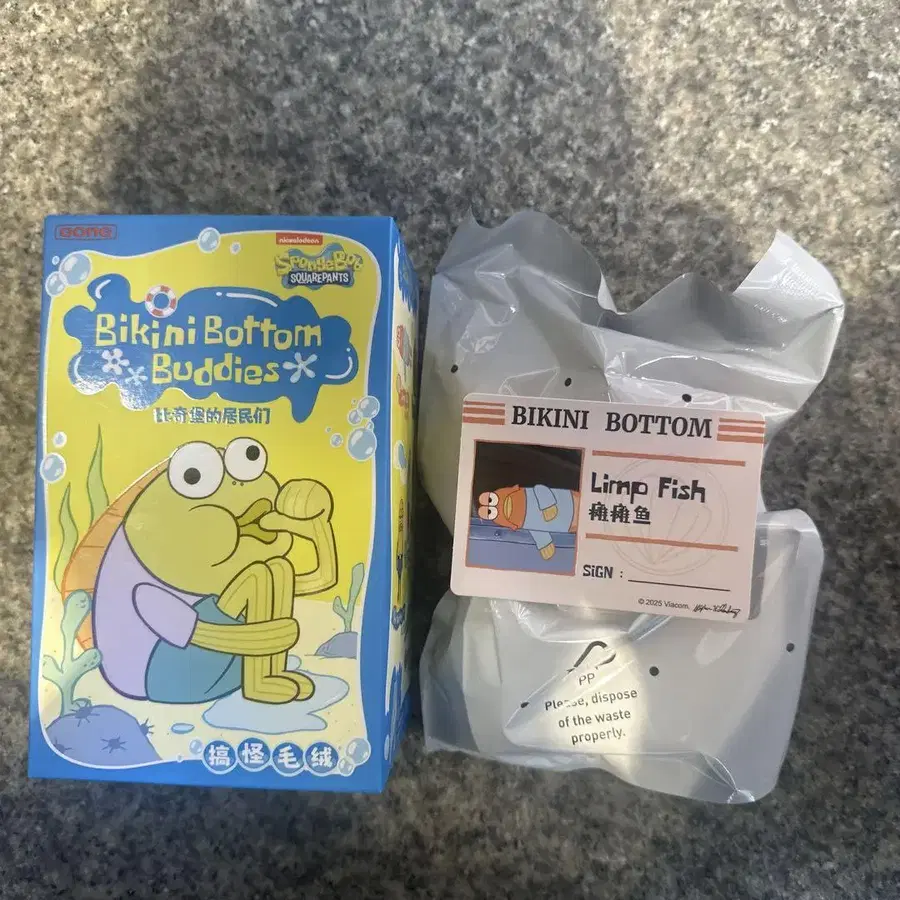 BONE
nickelodeon
SpongeBob
SQUAREPANTS
Bikini Bottom
Buddies
比奇堡的居民们
搞怪毛绒
BIKINI BOTTOM
Limp Fish
瘫瘫鱼
SiGN :
© 2025 Viacom.
PP
Please, dispose
of the waste
properly.